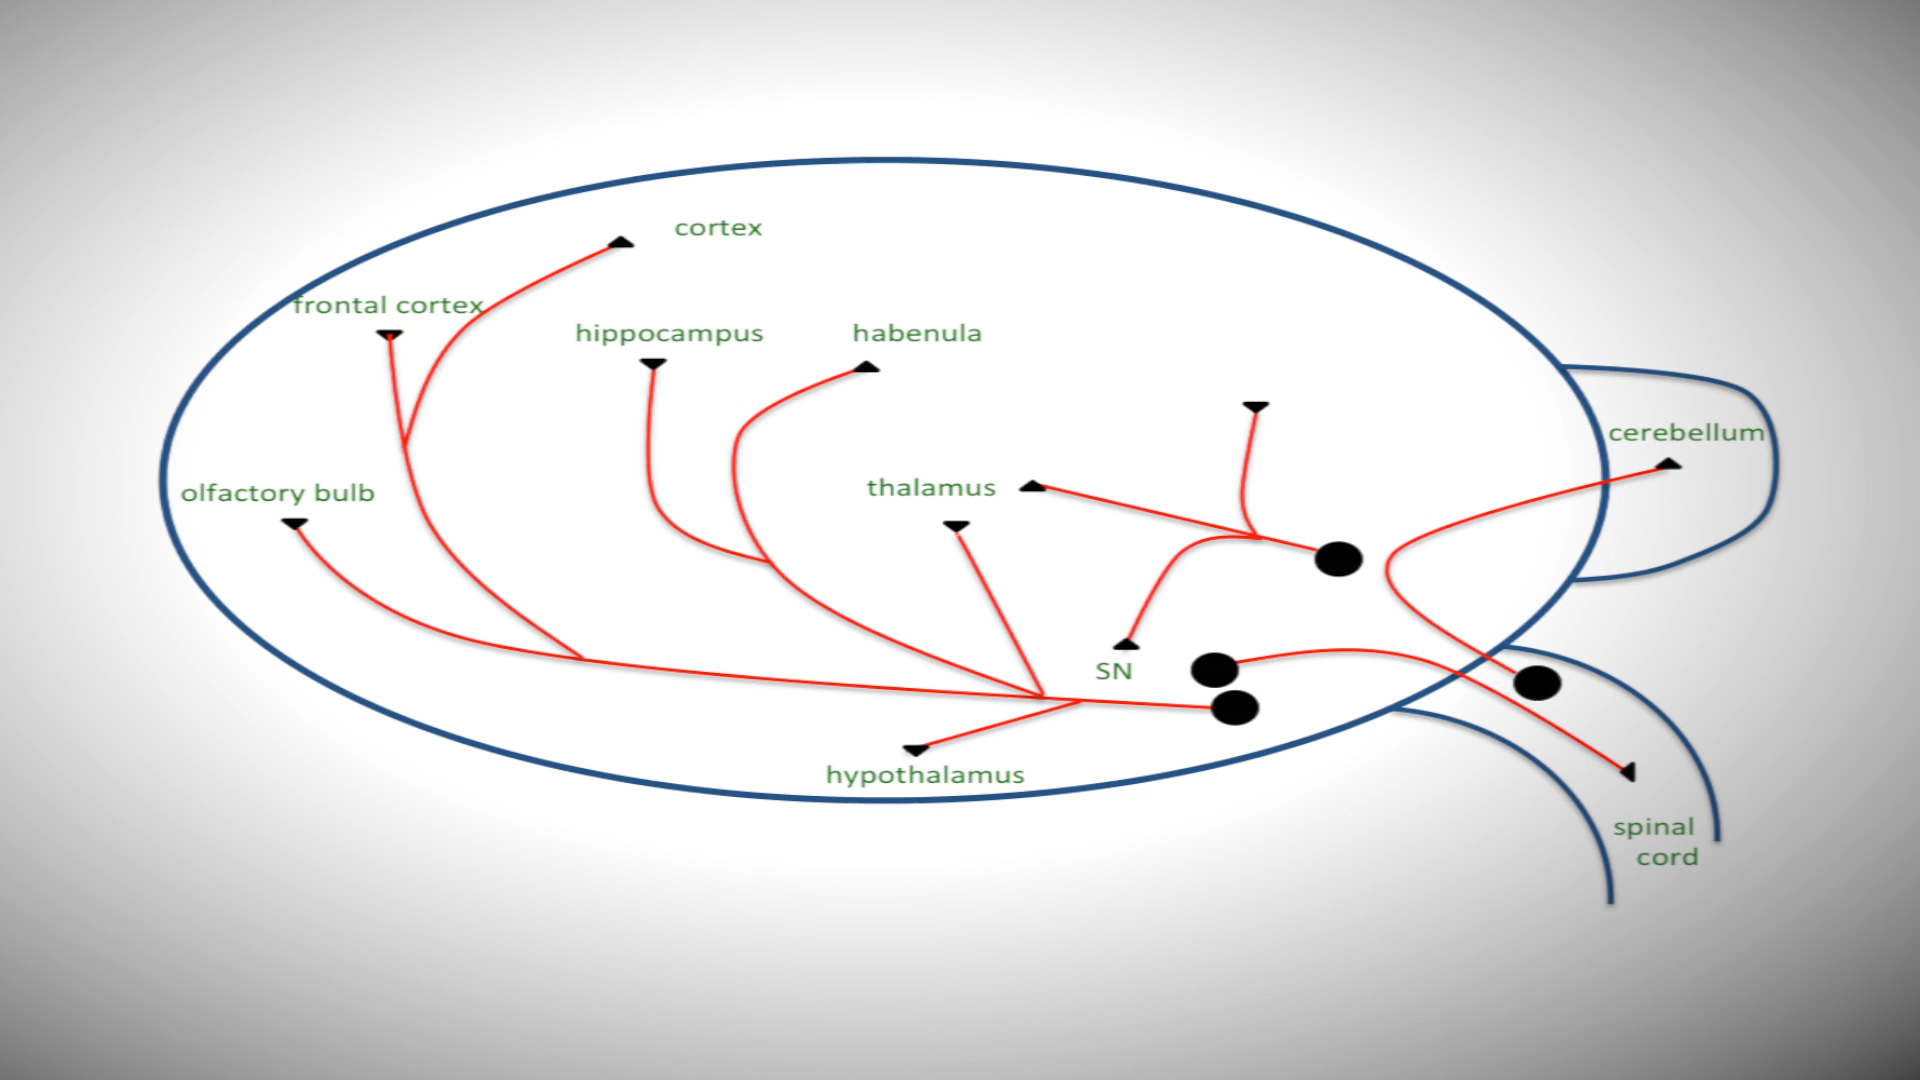 cortex
frontal cortex
hippocampus
habenula
cerebellum
thalamus
olfactory bulb
SN
hypothalamus
spinal
cord